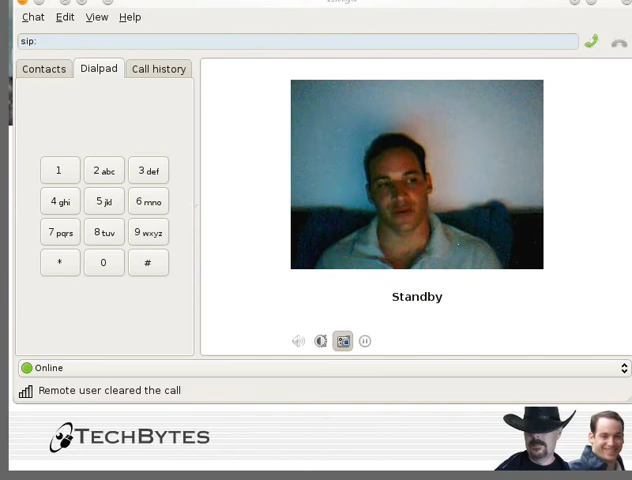 Chat Edit View Help
sip:
Contacts Dialpad Call history
1 2 abc 3 def
4 ghi 5 jkl 6 mno
7 pqrs 8 tuv 9 wxyz
* 0 #
Standby
Online
Remote user cleared the call
TECHBYTES